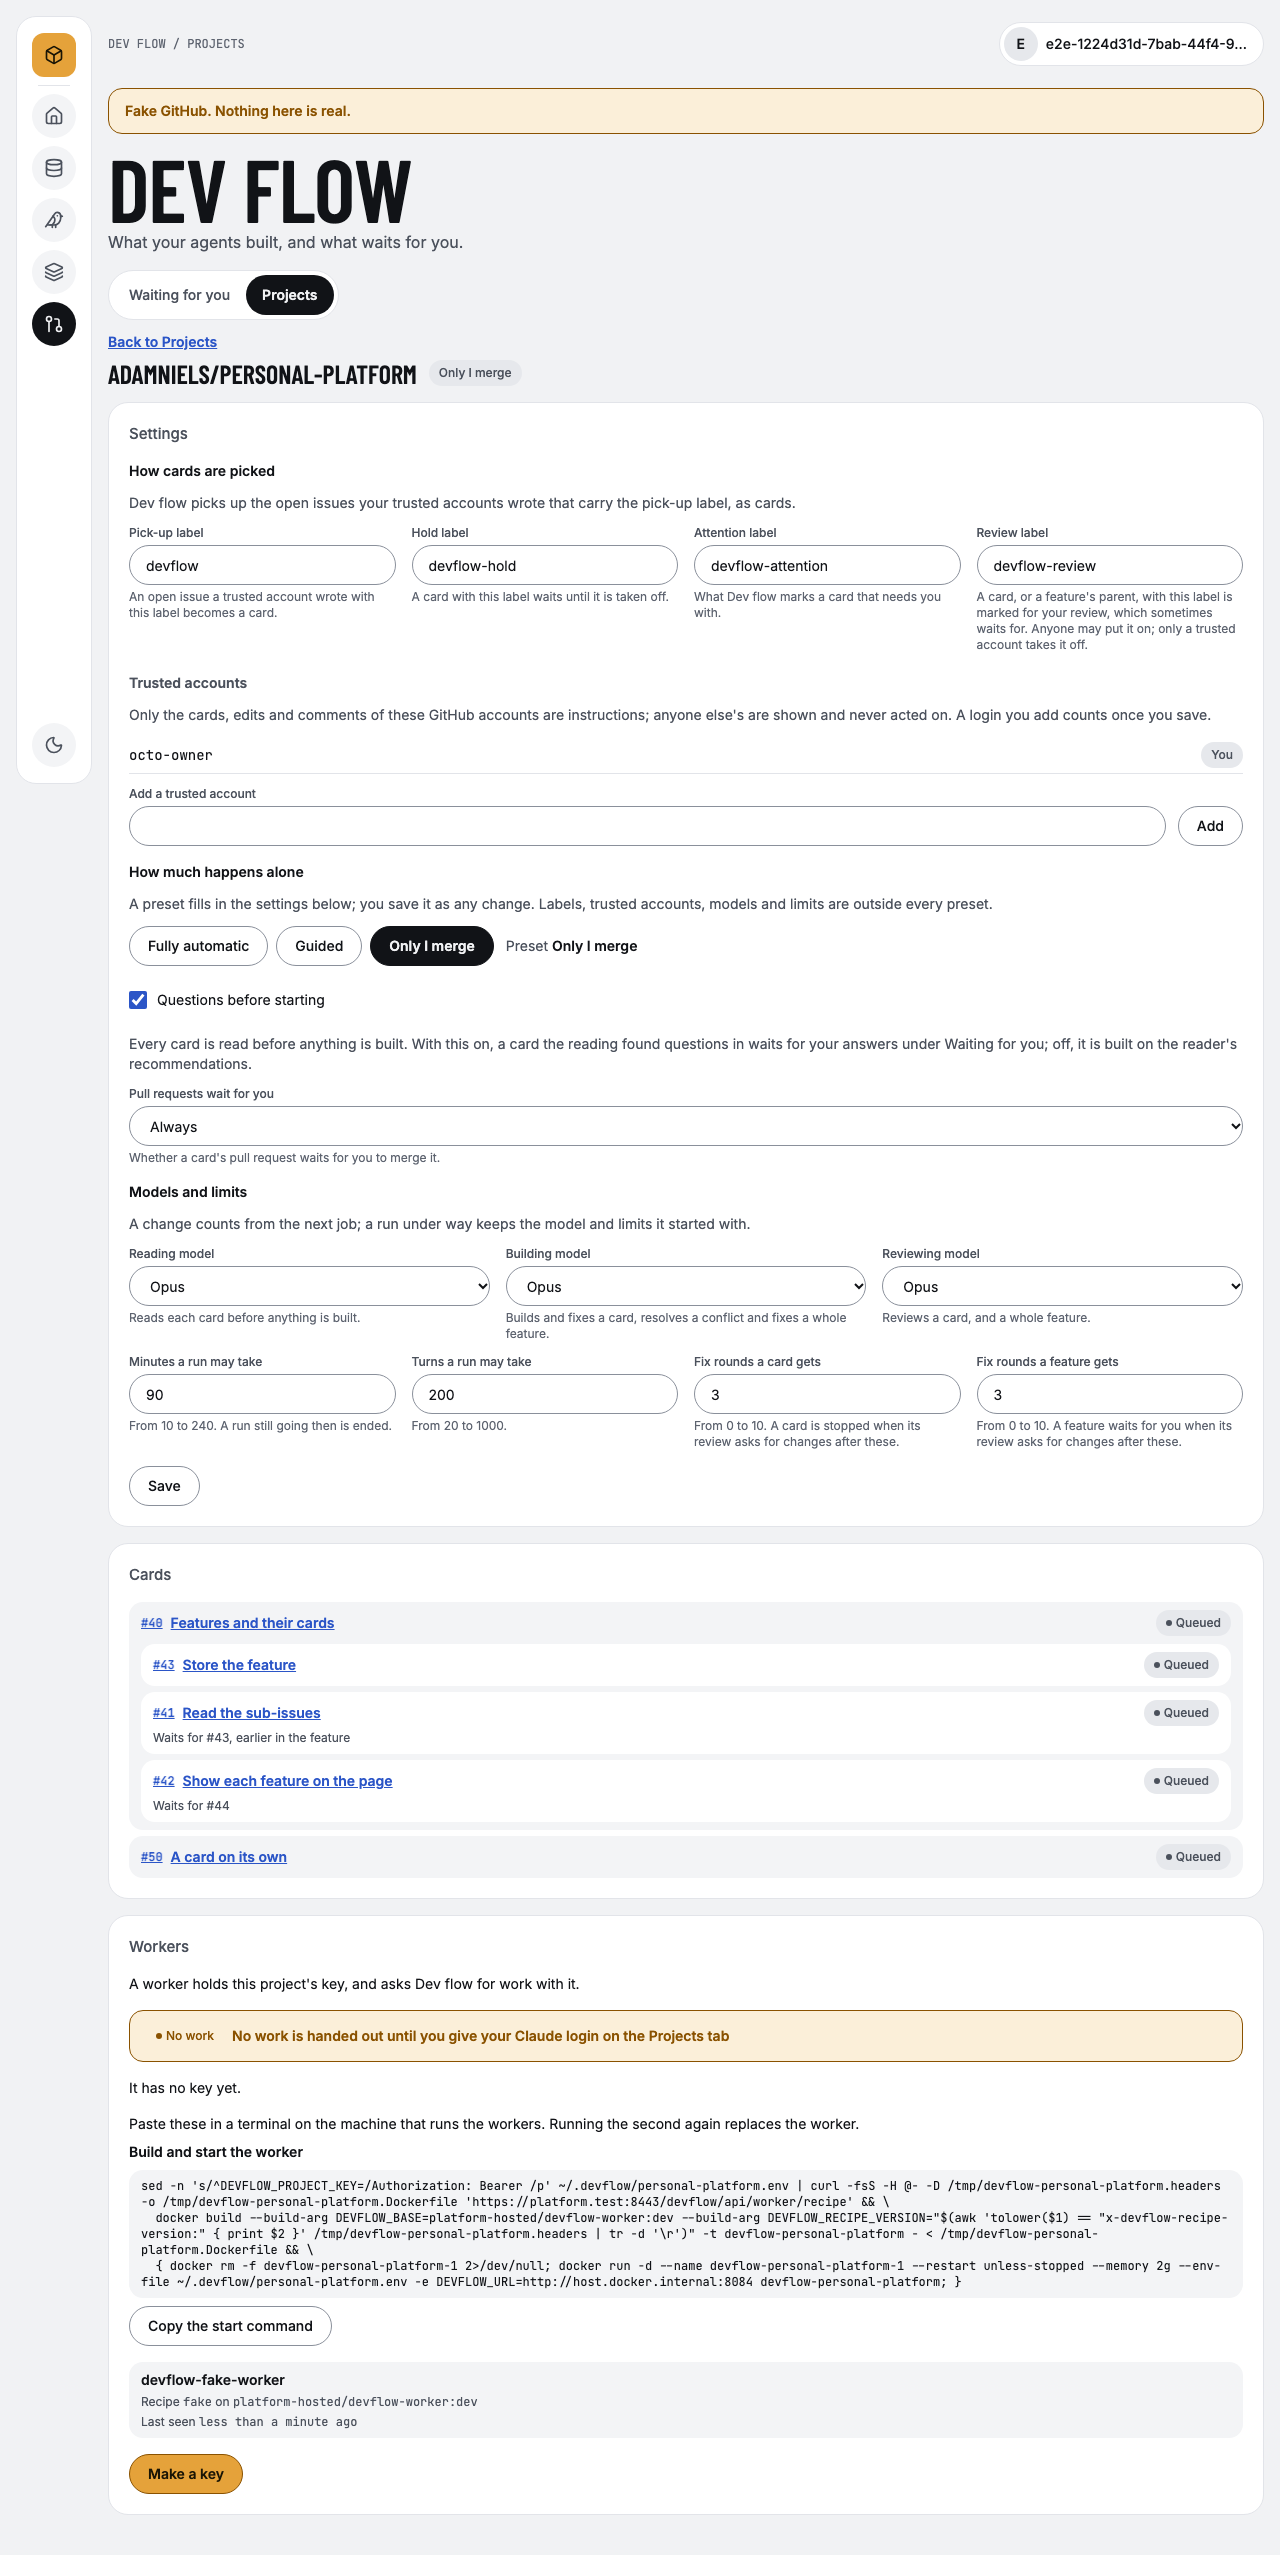 DEV FLOW / PROJECTS
E
e2e-1224d31d-7bab-44f4-9...
Fake GitHub. Nothing here is real.
DEV FLOW
What your agents built, and what waits for you.
Waiting for you
Projects
Back to Projects
ADAMNIELS/PERSONAL-PLATFORM
Only I merge
Settings
How cards are picked
Dev flow picks up the open issues your trusted accounts wrote that carry the pick-up label, as cards.
Pick-up label
devflow
An open issue a trusted account wrote with
this label becomes a card.
Hold label
devflow-hold
A card with this label waits until it is taken off.
Attention label
devflow-attention
What Dev flow marks a card that needs you
with.
Review label
devflow-review
A card, or a feature's parent, with this label is
marked for your review, which sometimes
waits for. Anyone may put it on; only a trusted
account takes it off.
Trusted accounts
Only the cards, edits and comments of these GitHub accounts are instructions; anyone else's are shown and never acted on. A login you add counts once you save.
octo-owner
You
Add a trusted account
Add
How much happens alone
A preset fills in the settings below; you save it as any change. Labels, trusted accounts, models and limits are outside every preset.
Fully automatic
Guided
Only I merge
Preset Only I merge
Questions before starting
Every card is read before anything is built. With this on, a card the reading found questions in waits for your answers under Waiting for you; off, it is built on the reader's
recommendations.
Pull requests wait for you
Always
Whether a card's pull request waits for you to merge it.
Models and limits
A change counts from the next job; a run under way keeps the model and limits it started with.
Reading model
Opus
Reads each card before anything is built.
Building model
Opus
Builds and fixes a card, resolves a conflict and fixes a whole
feature.
Reviewing model
Opus
Reviews a card, and a whole feature.
Minutes a run may take
90
From 10 to 240. A run still going then is ended.
Turns a run may take
200
From 20 to 1000.
Fix rounds a card gets
3
From 0 to 10. A card is stopped when its
review asks for changes after these.
Fix rounds a feature gets
3
From 0 to 10. A feature waits for you when its
review asks for changes after these.
Save
Cards
#40 Features and their cards
Queued
#43 Store the feature
Queued
#41 Read the sub-issues
Queued
Waits for #43, earlier in the feature
#42 Show each feature on the page
Queued
Waits for #44
#50 A card on its own
Queued
Workers
A worker holds this project's key, and asks Dev flow for work with it.
No work
No work is handed out until you give your Claude login on the Projects tab
It has no key yet.
Paste these in a terminal on the machine that runs the workers. Running the second again replaces the worker.
Build and start the worker
sed -n 's/^DEVFLOW_PROJECT_KEY=/Authorization: Bearer /p' ~/.devflow/personal-platform.env | curl -fsS -H @- -D /tmp/devflow-personal-platform.headers
-o /tmp/devflow-personal-platform.Dockerfile 'https://platform.test:8443/devflow/api/worker/recipe' && \
docker build --build-arg DEVFLOW_BASE=platform-hosted/devflow-worker:dev --build-arg DEVFLOW_RECIPE_VERSION="$(awk 'tolower($1) == "x-devflow-recipe-
version:" { print $2 }' /tmp/devflow-personal-platform.headers | tr -d '\r')" -t devflow-personal-platform - < /tmp/devflow-personal-
platform.Dockerfile && \
{ docker rm -f devflow-personal-platform-1 2>/dev/null; docker run -d --name devflow-personal-platform-1 --restart unless-stopped --memory 2g --env-
file ~/.devflow/personal-platform.env -e DEVFLOW_URL=http://host.docker.internal:8084 devflow-personal-platform; }
Copy the start command
devflow-fake-worker
Recipe fake on platform-hosted/devflow-worker:dev
Last seen less than a minute ago
Make a key